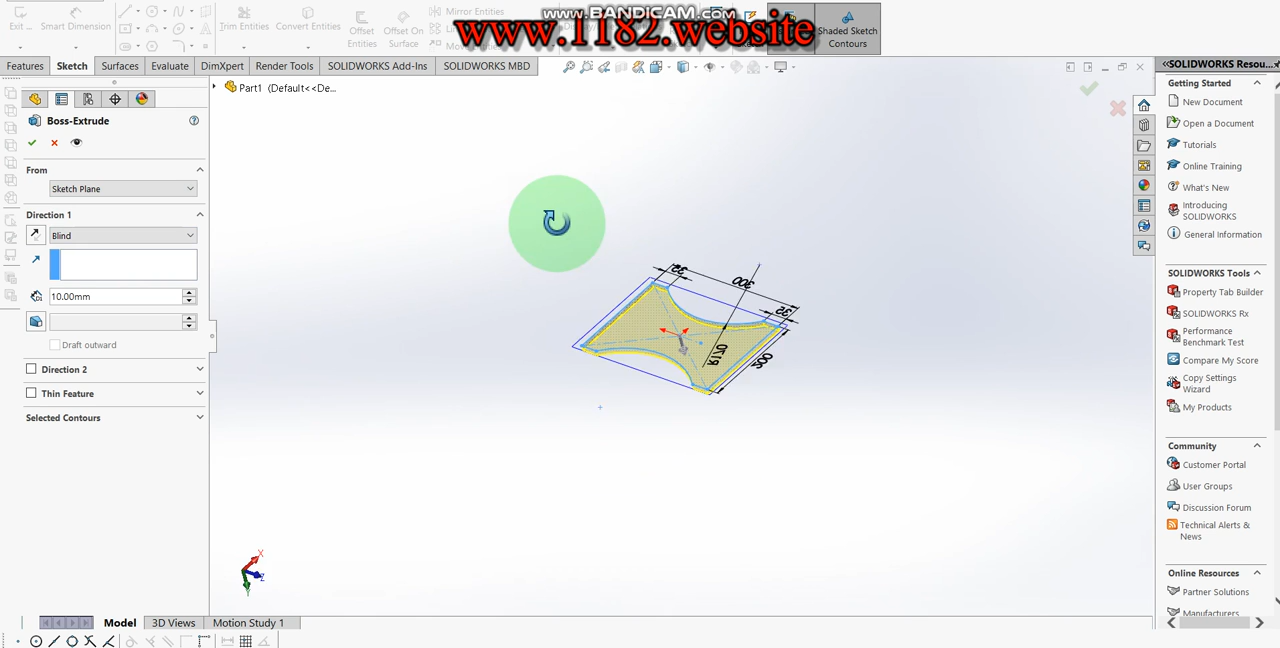 www.BANDICAM.com
www.1182.website
Exit ...
Smart Dimension
Trim Entities
Convert Entities
Offset Entities
Offset On Surface
Mirror Entities
Shaded Sketch Contours
Features
Sketch
Surfaces
Evaluate
DimXpert
Render Tools
SOLIDWORKS Add-Ins
SOLIDWORKS MBD
Part1 (Default<<De...
Boss-Extrude
From
Sketch Plane
Direction 1
Blind
10.00mm
Draft outward
Direction 2
Thin Feature
Selected Contours
32
300
32
R170
200
X
Y
Z
Model
3D Views
Motion Study 1
SOLIDWORKS Resou...
Getting Started
New Document
Open a Document
Tutorials
Online Training
What's New
Introducing SOLIDWORKS
General Information
SOLIDWORKS Tools
Property Tab Builder
SOLIDWORKS Rx
Performance Benchmark Test
Compare My Score
Copy Settings Wizard
My Products
Community
Customer Portal
User Groups
Discussion Forum
Technical Alerts & News
Online Resources
Partner Solutions
Manufacturers